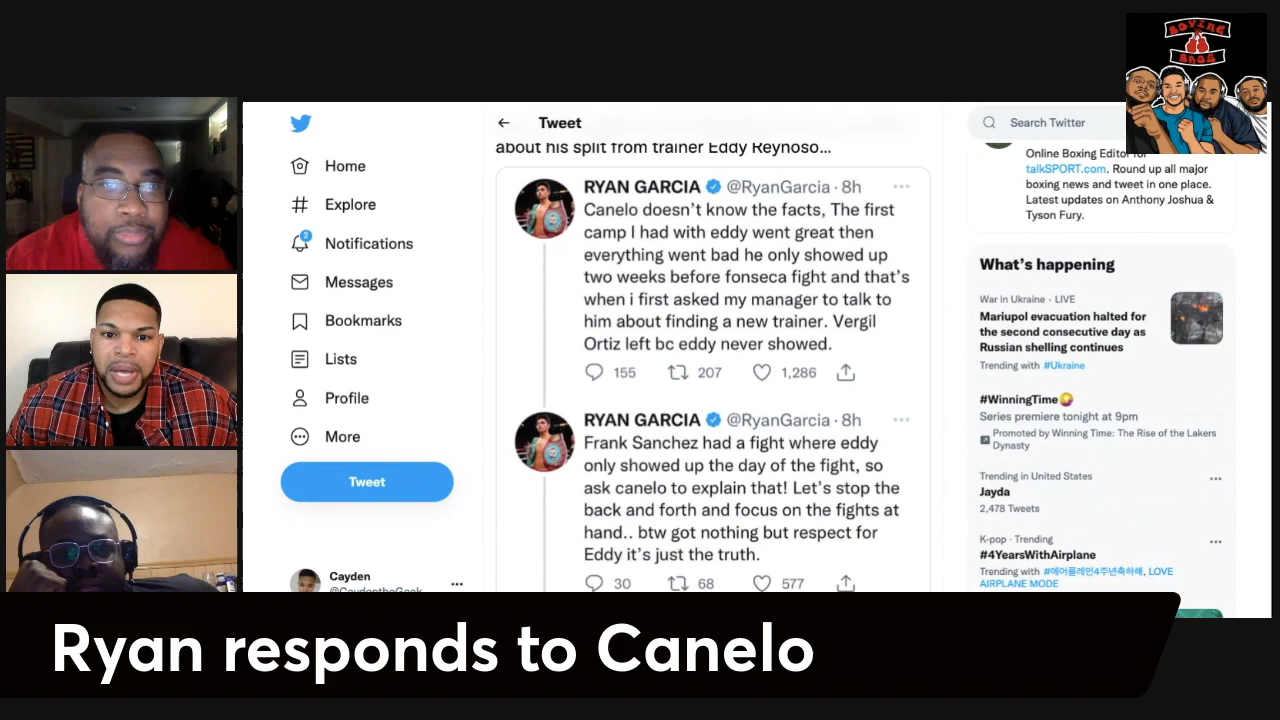 BOXING
BROS
Home
Explore
2
Notifications
Messages
Bookmarks
Lists
Profile
More
Tweet
Cayden
@CaydentheGeek
Tweet
about his split from trainer Eddy Reynoso...
RYAN GARCIA @RyanGarcia · 8h
Canelo doesn’t know the facts, The first
camp I had with eddy went great then
everything went bad he only showed up
two weeks before fonseca fight and that’s
when i first asked my manager to talk to
him about finding a new trainer. Vergil
Ortiz left bc eddy never showed.
155 207 1,286
RYAN GARCIA @RyanGarcia · 8h
Frank Sanchez had a fight where eddy
only showed up the day of the fight, so
ask canelo to explain that! Let’s stop the
back and forth and focus on the fights at
hand.. btw got nothing but respect for
Eddy it’s just the truth.
30 68 577
Search Twitter
Online Boxing Editor for
talkSPORT.com. Round up all major
boxing news and tweet in one place.
Latest updates on Anthony Joshua &
Tyson Fury.
What’s happening
War in Ukraine · LIVE
Mariupol evacuation halted for
the second consecutive day as
Russian shelling continues
Trending with #Ukraine
#WinningTime
Series premiere tonight at 9pm
Promoted by Winning Time: The Rise of the Lakers
Dynasty
Trending in United States
Jayda
2,478 Tweets
K-pop · Trending
#4YearsWithAirplane
Trending with #에어플레인4주년축하해, LOVE
AIRPLANE MODE
Ryan responds to Canelo